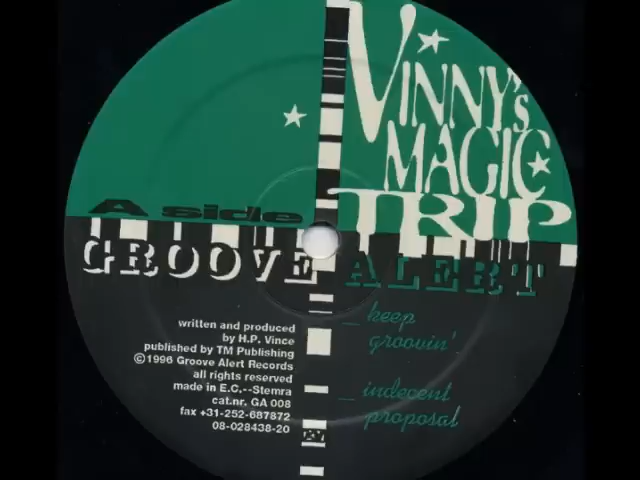 VINNY's
MAGIC
TRIP
A side
GROOVE ALERT
written and produced
by H.P. Vince
published by TM Publishing
©1996 Groove Alert Records
all rights reserved
made in E.C.--Stemra
cat.nr. GA 008
fax +31-252-687872
08-028438-20
_ keep
groovin'
_ indecent
proposal